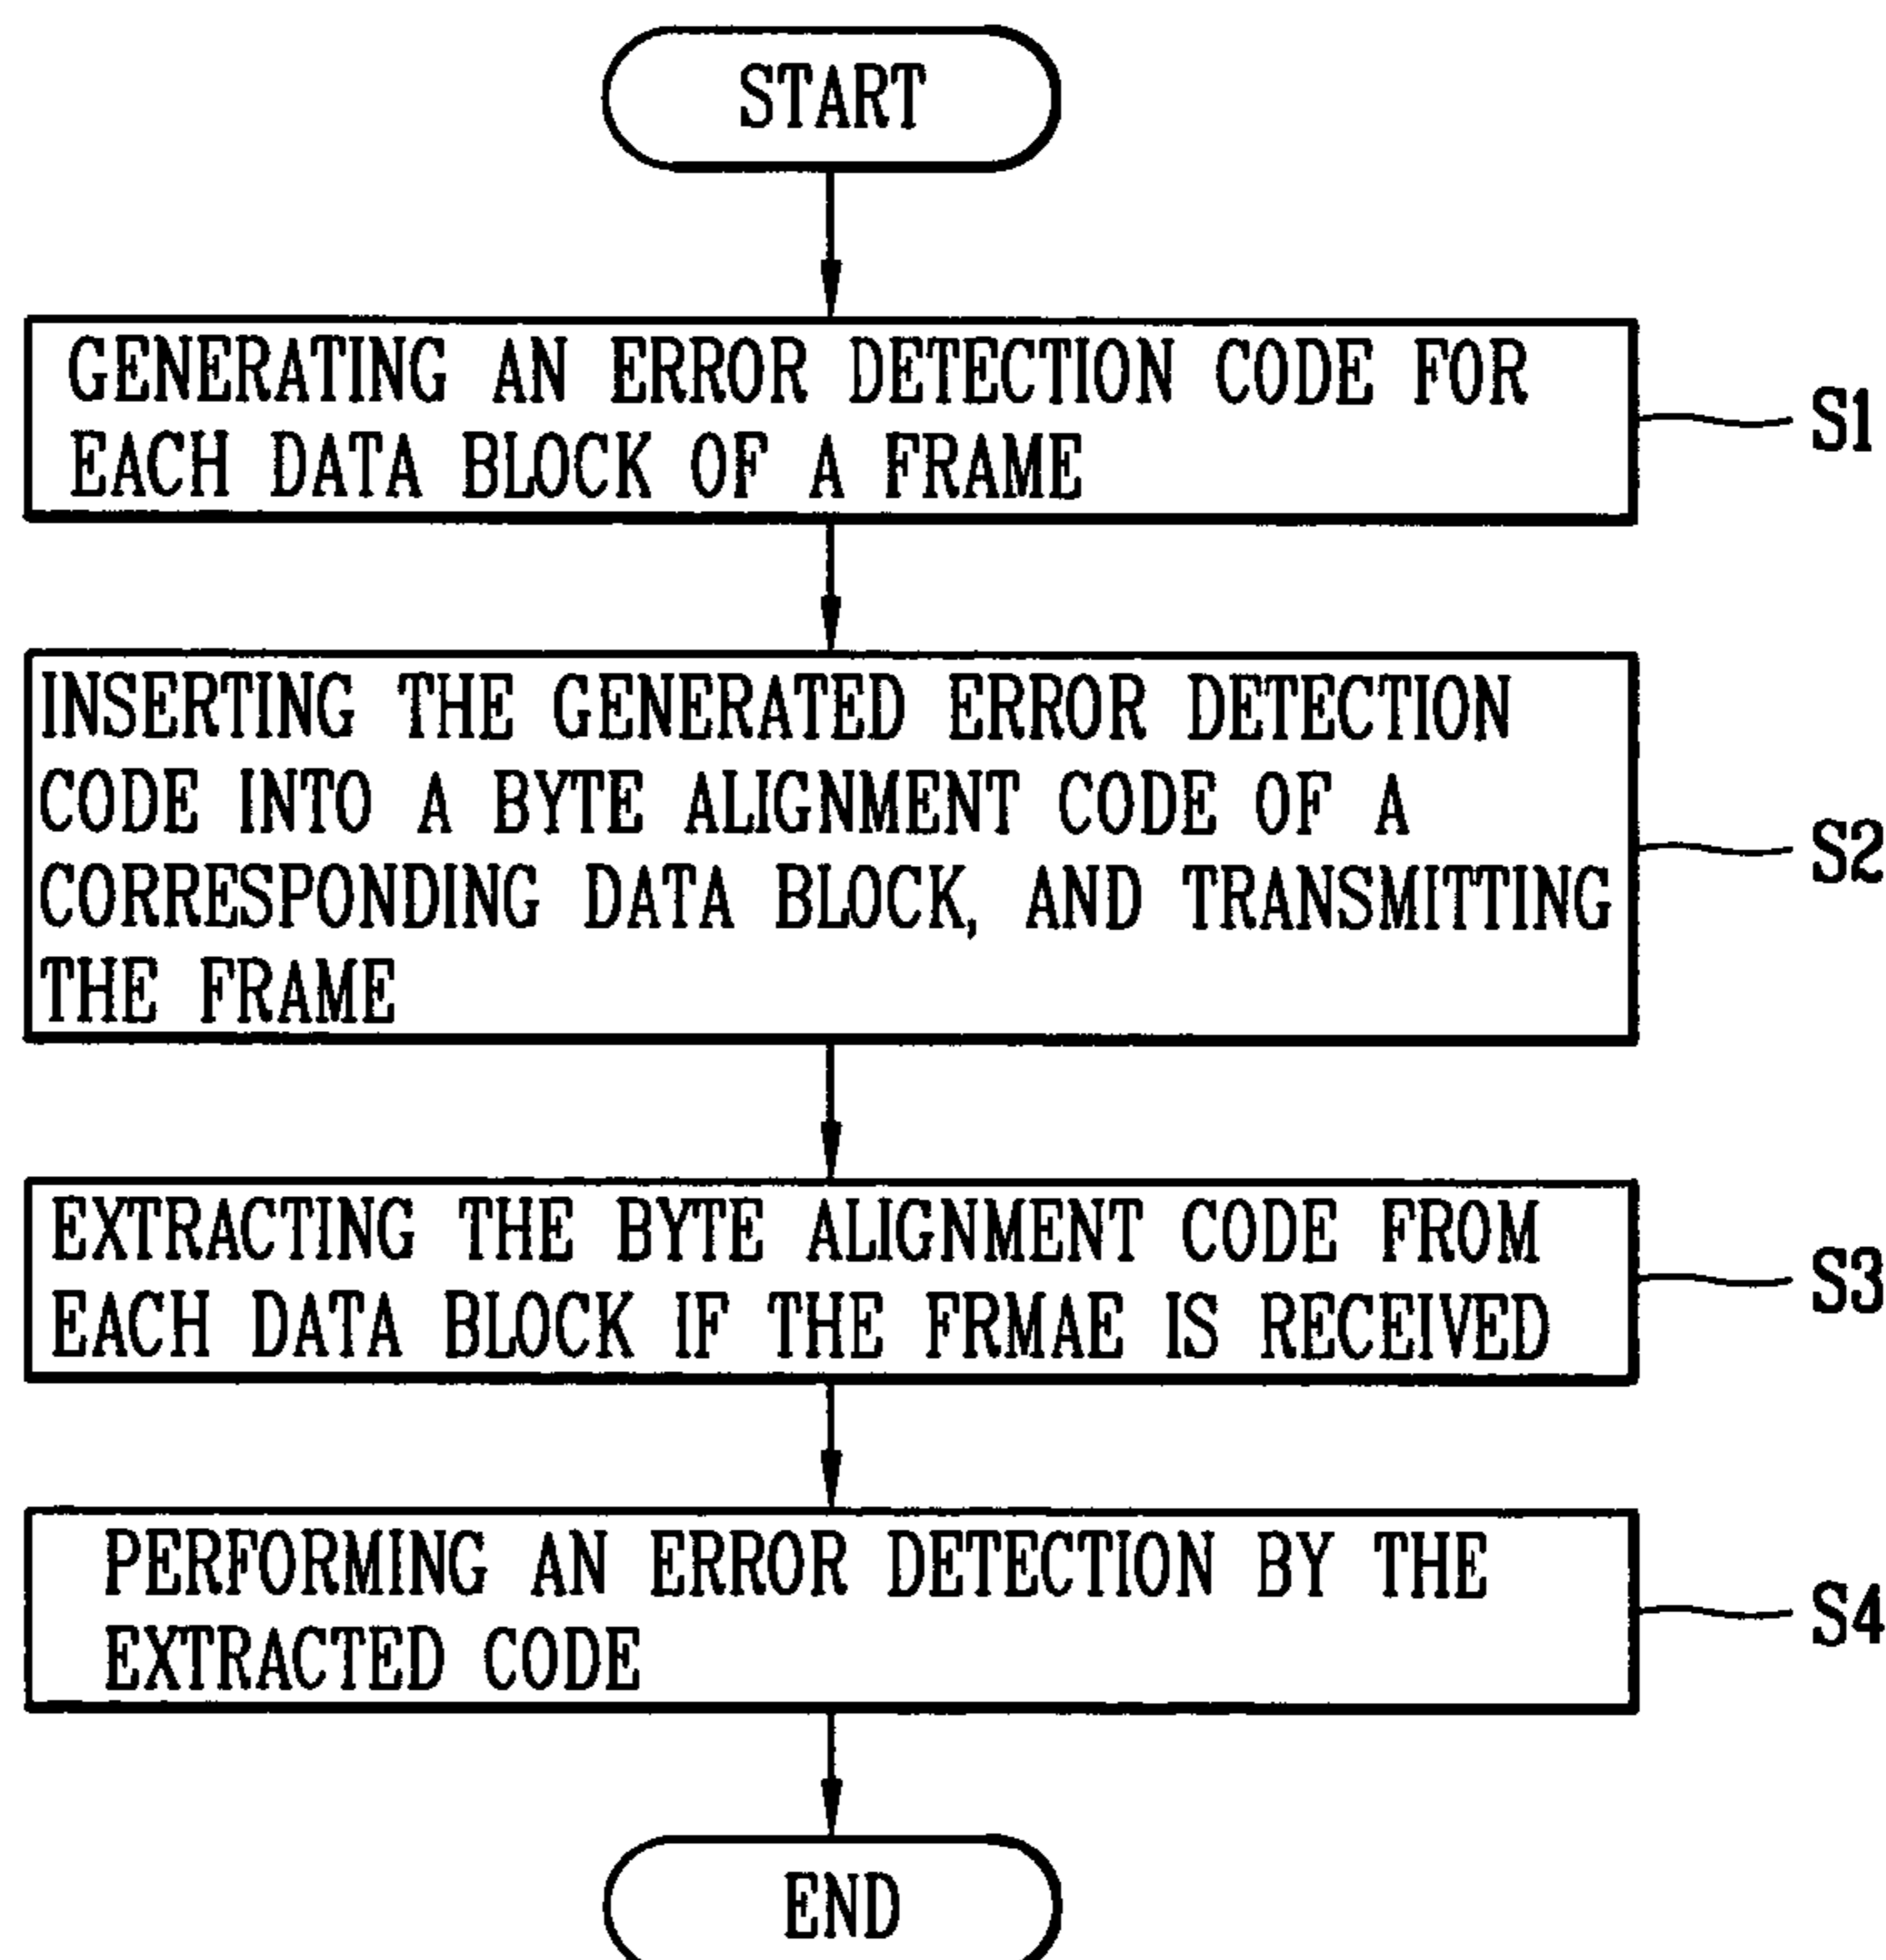 START
GENERATING AN ERROR DETECTION CODE FOR
EACH DATA BLOCK OF A FRAME
S1
INSERTING THE GENERATED ERROR DETECTION
CODE INTO A BYTE ALIGNMENT CODE OF A
CORRESPONDING DATA BLOCK, AND TRANSMITTING
THE FRAME
S2
EXTRACTING THE BYTE ALIGNMENT CODE FROM
EACH DATA BLOCK IF THE FRMAE IS RECEIVED
S3
PERFORMING AN ERROR DETECTION BY THE
EXTRACTED CODE
S4
END